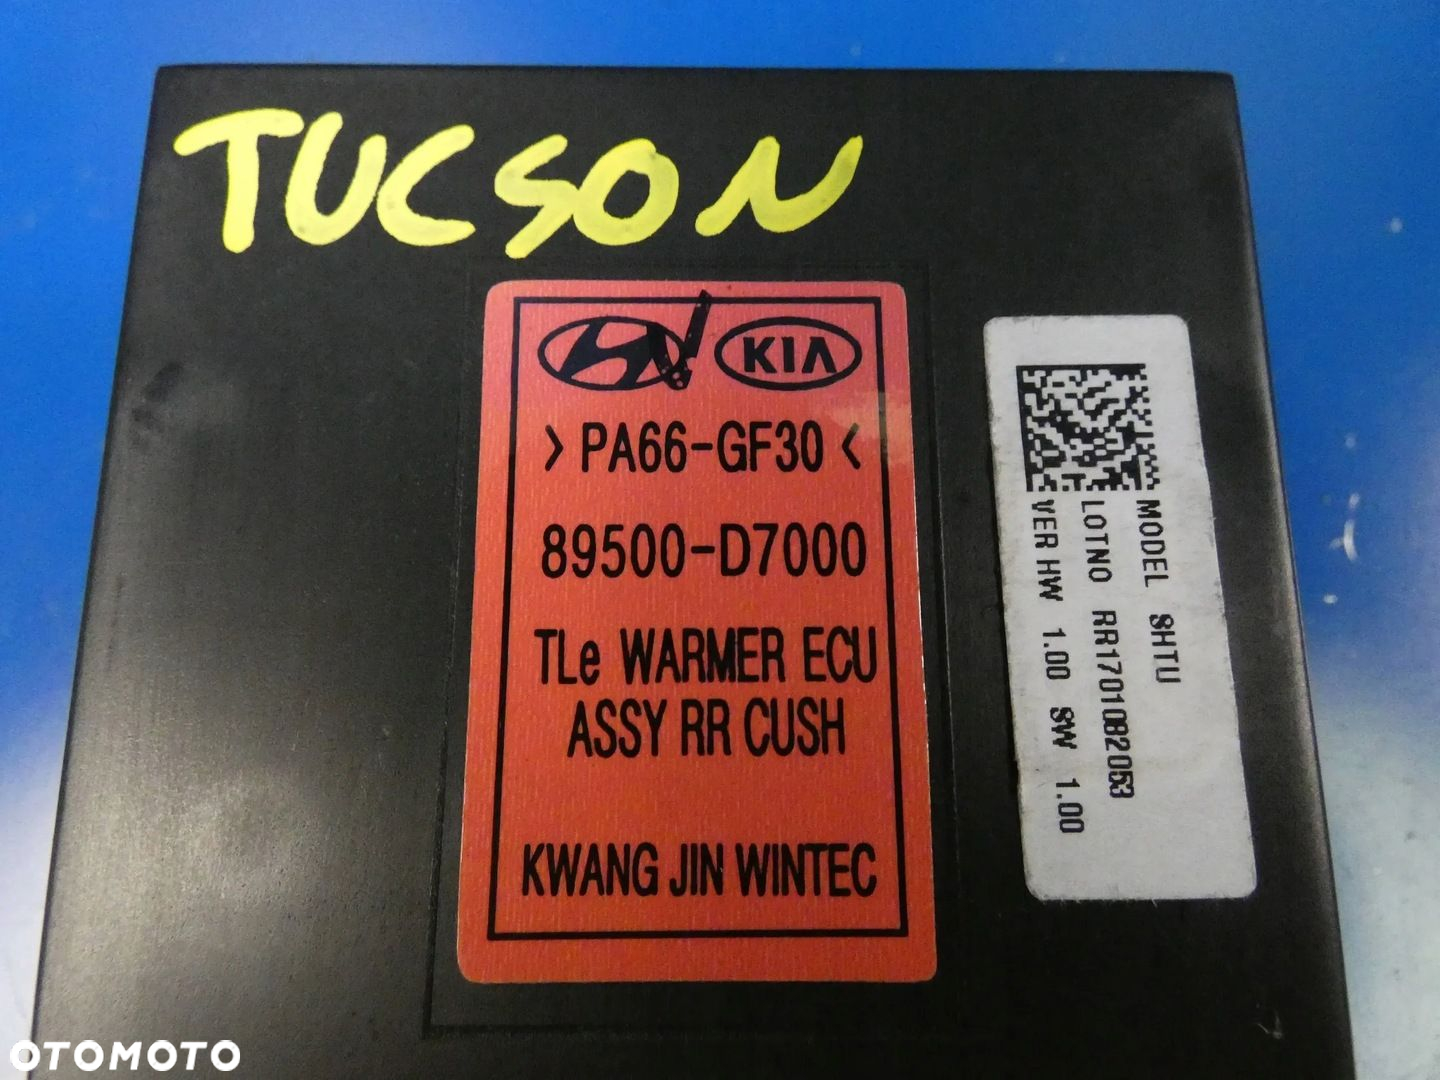 TUCSON
KIA
>PA66-GF30<
89500-D7000
TLe WARMER ECU
ASSY RR CUSH
KWANG JIN WINTEC
MODEL SHTU
LOTNO RR1701082053
VER HW 1.00 SW 1.00
OTOMOTO